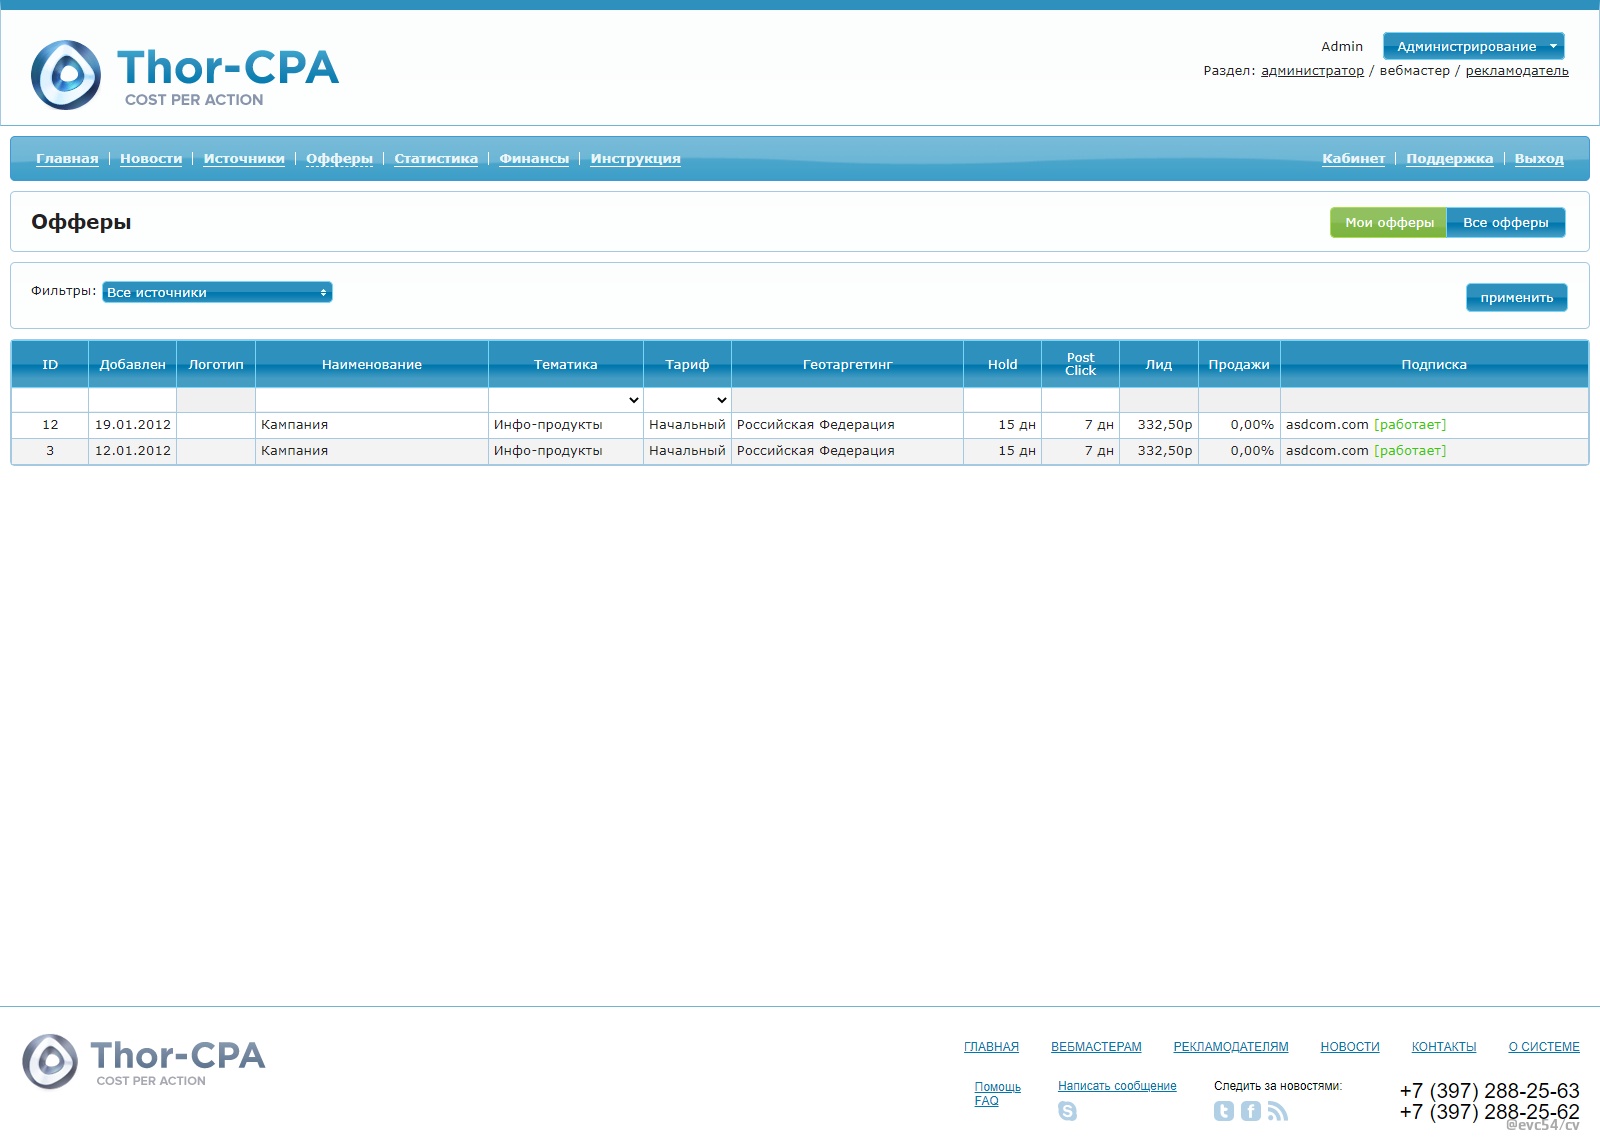 Thor-CPA
COST PER ACTION
Admin Администрирование
Раздел: администратор / вебмастер / рекламодатель
Главная | Новости | Источники | Офферы | Статистика | Финансы | Инструкция Кабинет | Поддержка | Выход
Офферы Мои офферы Все офферы
Фильтры: Все источники применить
ID Добавлен Логотип Наименование Тематика Тариф Геотаргетинг Hold Post Click Лид Продажи Подписка
12 19.01.2012 Кампания Инфо-продукты Начальный Российская Федерация 15 дн 7 дн 332,50р 0,00% asdcom.com [работает]
3 12.01.2012 Кампания Инфо-продукты Начальный Российская Федерация 15 дн 7 дн 332,50р 0,00% asdcom.com [работает]
Thor-CPA
COST PER ACTION
ГЛАВНАЯ ВЕБМАСТЕРАМ РЕКЛАМОДАТЕЛЯМ НОВОСТИ КОНТАКТЫ О СИСТЕМЕ
Помощь
FAQ
Написать сообщение
Следить за новостями:
+7 (397) 288-25-63
+7 (397) 288-25-62
@evc54/cv